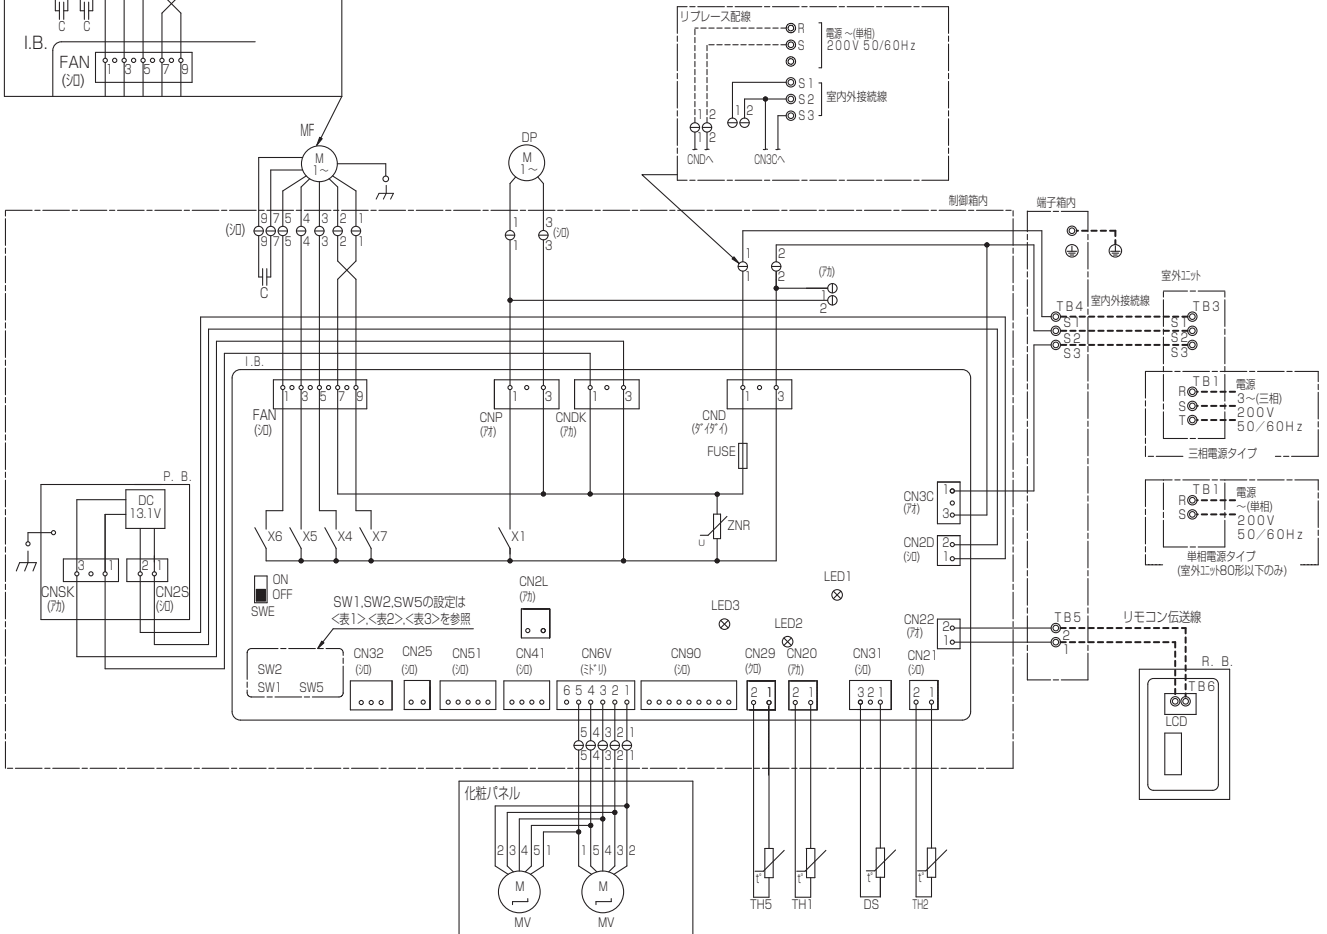 C C
I.B.
FAN
(シロ)
1 3 5 7 9
リプレース配線
R
S
電源 ～(単相)
200V 50/60Hz
S1
S2
S3
室内外接続線
1 2
1 2
1 2
CNDへ
CN3Cへ
MF
M
1～
DP
M
1～
制御箱内
端子箱内
(シロ)
9 7 5 4 3 2 1
9 7 5 4 3 2 1
C
1 3
1 3
(シロ)
1 2
1 2
(アカ)
1
2
室外ユニット
TB4
室内外接続線
TB3
S1 S1
S2 S2
S3 S3
I.B.
FAN
(シロ)
1 3 5 7 9
CNP
(アオ)
1 3
CNDK
(アカ)
1 3
CND
(ダイダイ)
1 3
FUSE
TB1
R
S
T
電源
3～(三相)
200V
50/60Hz
三相電源タイプ
TB1
R
S
電源
～(単相)
200V
50/60Hz
単相電源タイプ
(室外ユニット80形以下のみ)
P. B.
DC
13.1V
3 1
2 1
CNSK
(アカ)
CN2S
(シロ)
X6 X5 X4 X7
X1
ZNR
U
CN3C
(アオ)
1
3
CN2D
(シロ)
2
1
ON
OFF
SWE
SW1,SW2,SW5の設定は
<表1>,<表2>,<表3>を参照
SW2
SW1 SW5
CN2L
(アカ)
LED1
LED3
LED2
CN22
(アオ)
2
1
TB5
2
1
リモコン伝送線
R. B.
TB6
LCD
CN32
(シロ)
CN25
(シロ)
CN51
(シロ)
CN41
(シロ)
CN6V
(ミドリ)
6 5 4 3 2 1
CN90
(シロ)
CN29
(クロ)
2 1
CN20
(アカ)
2 1
CN31
(シロ)
3 2 1
CN21
(シロ)
2 1
5 4 3 2 1
5 4 3 2 1
化粧パネル
2 3 4 5 1
1 5 4 3 2
M
M
MV
MV
t°
t°
t°
t°
TH5
TH1
DS
TH2